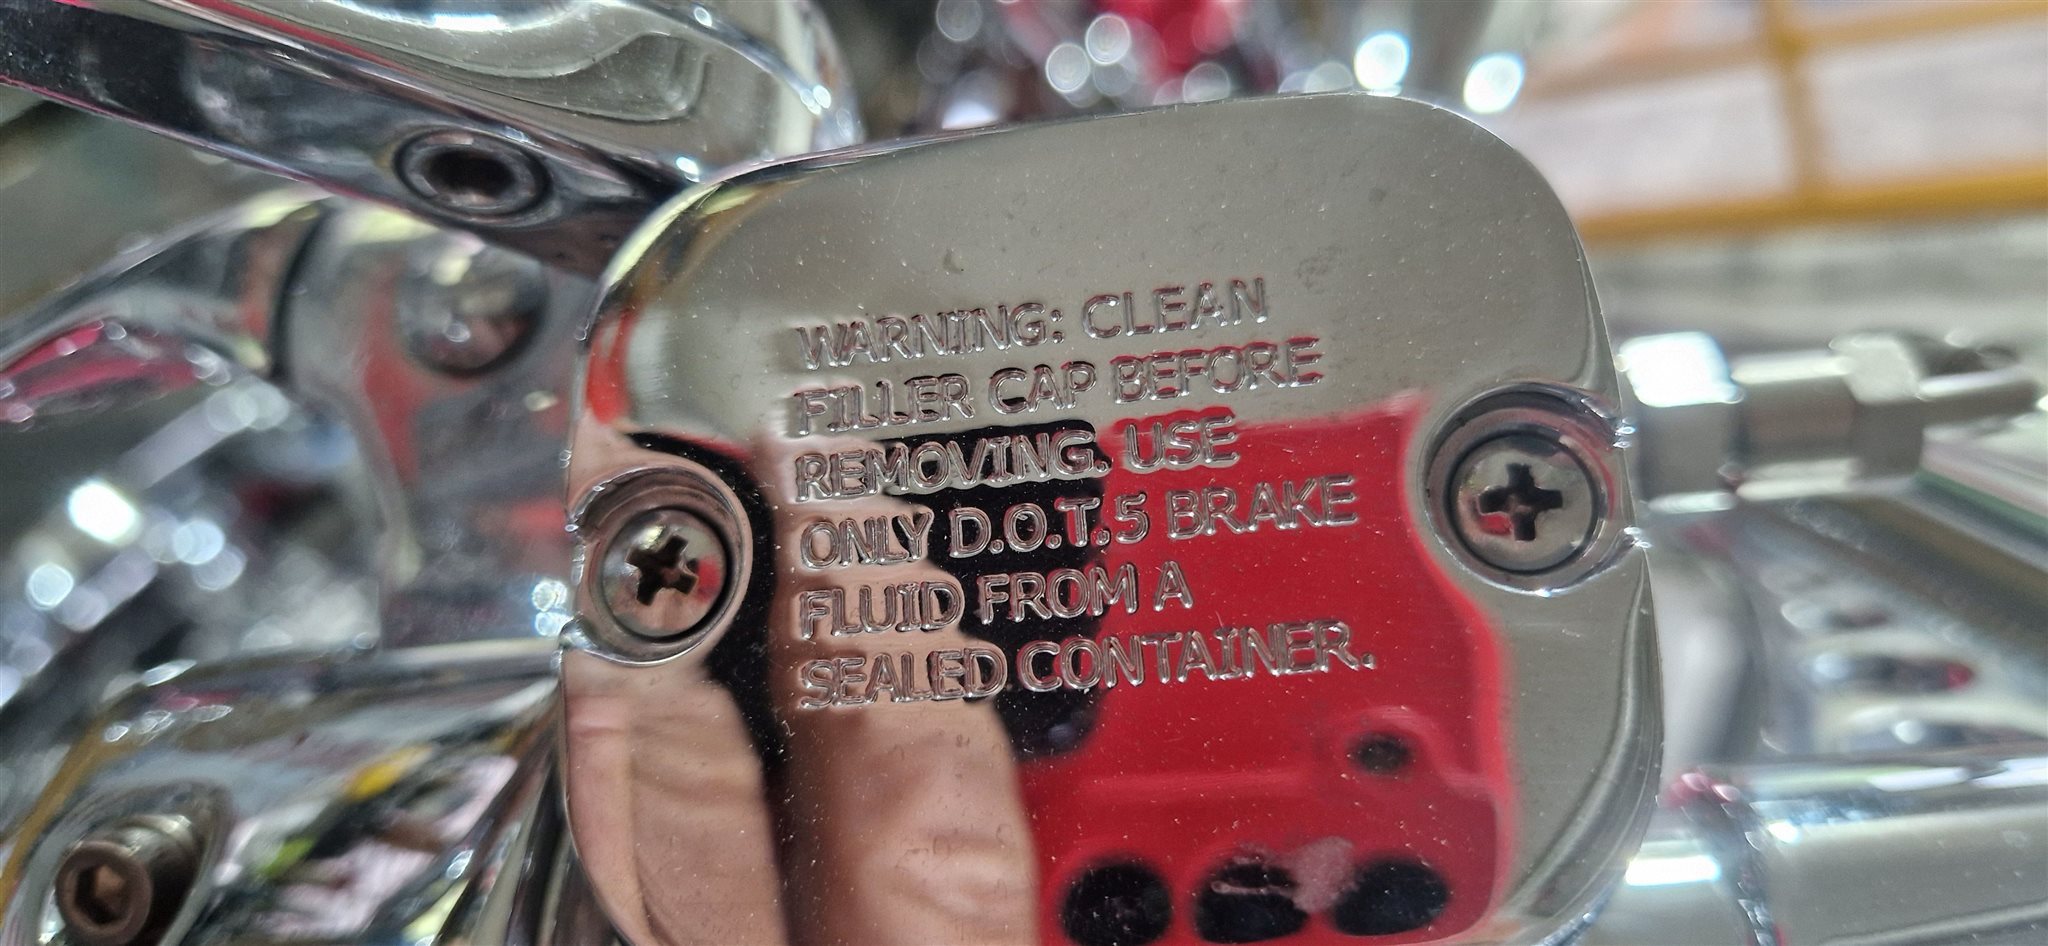 WARNING: CLEAN
FILLER CAP BEFORE
REMOVING. USE
ONLY D.O.T.5 BRAKE
FLUID FROM A
SEALED CONTAINER.